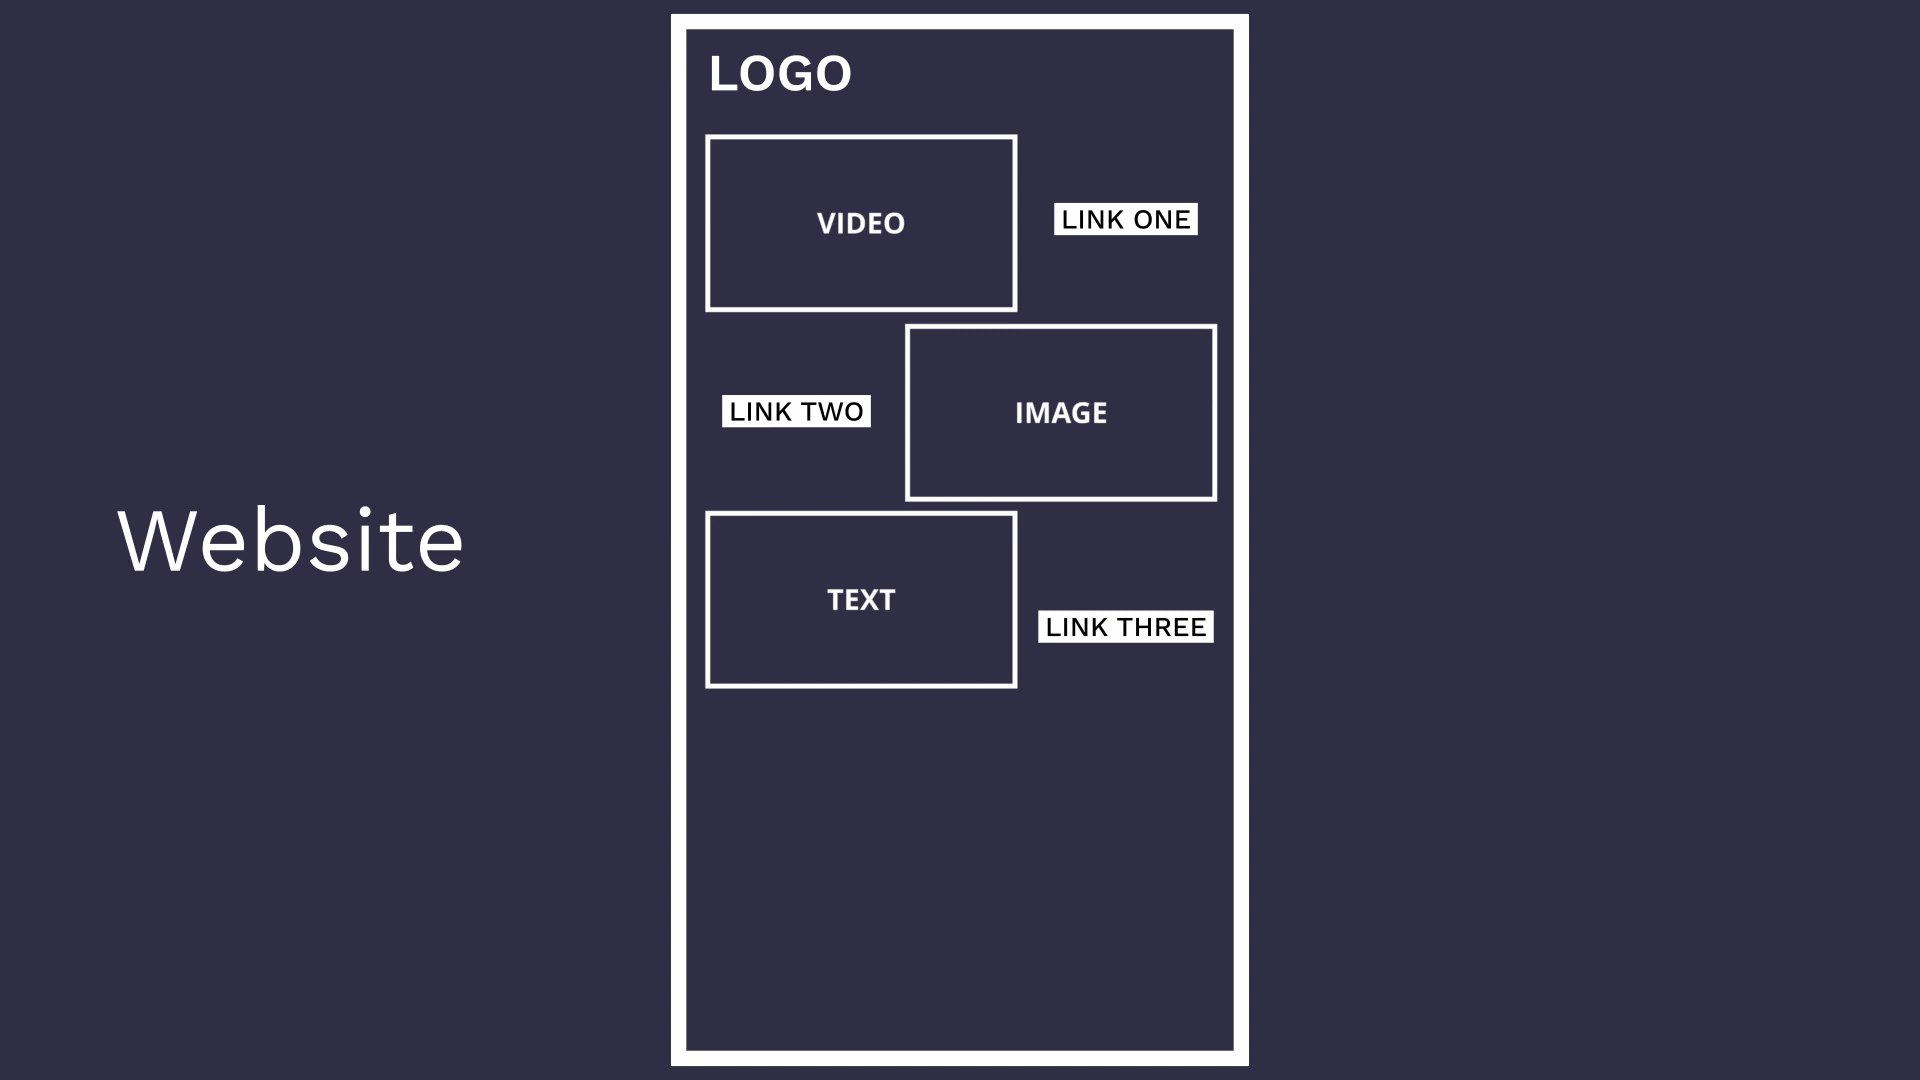 Website
LOGO
VIDEO
LINK ONE
LINK TWO
IMAGE
TEXT
LINK THREE